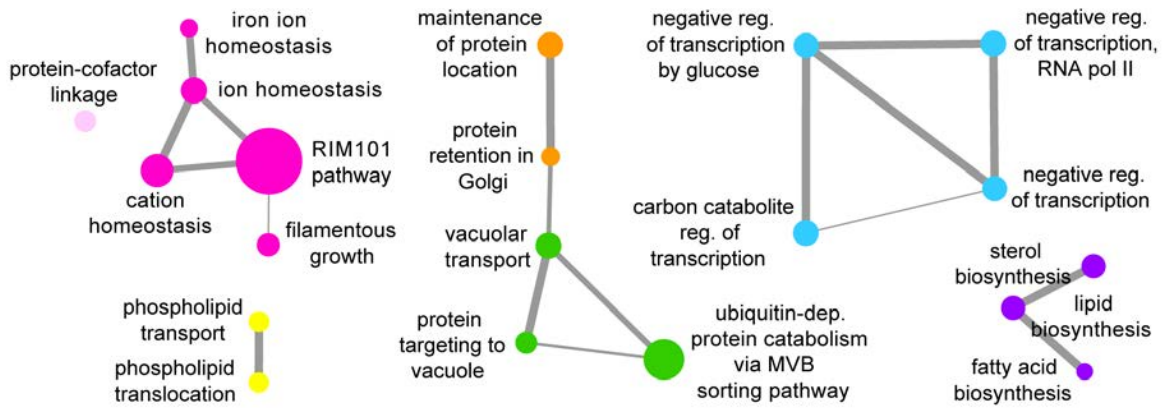 iron ion
homeostasis
protein-cofactor
linkage
ion homeostasis
RIM101
pathway
cation
homeostasis
filamentous
growth
phospholipid
transport
phospholipid
translocation
maintenance
of protein
location
protein
retention in
Golgi
vacuolar
transport
protein
targeting to
vacuole
ubiquitin-dep.
protein catabolism
via MVB
sorting pathway
negative reg.
of transcription
by glucose
negative reg.
of transcription,
RNA pol II
negative reg.
of transcription
carbon catabolite
reg. of
transcription
sterol
biosynthesis
lipid
biosynthesis
fatty acid
biosynthesis